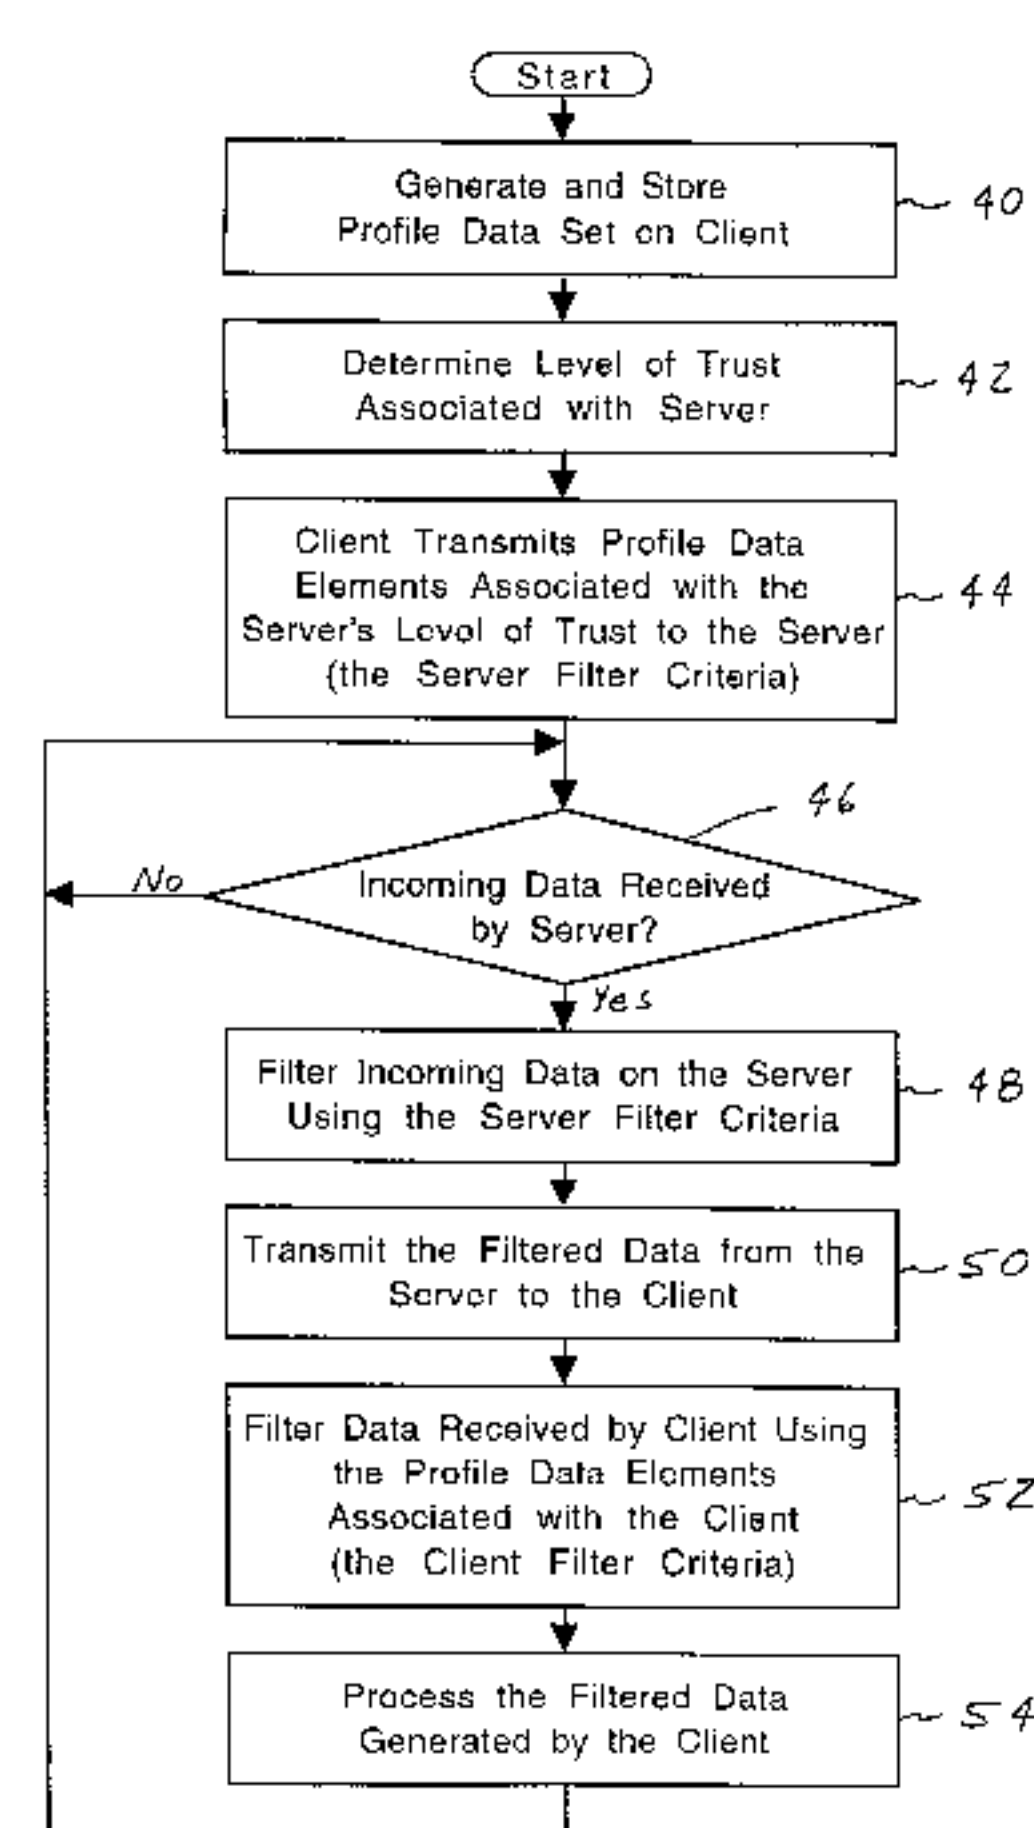 Start
Generate and Store
Profile Data Set on Client
40
Determine Level of Trust
Associated with Server
42
Client Transmits Profile Data
Elements Associated with the
Server's Level of Trust to the Server
(the Server Filter Criteria)
44
46
No
Incoming Data Received
by Server?
Yes
Filter Incoming Data on the Server
Using the Server Filter Criteria
48
Transmit the Filtered Data from the
Server to the Client
50
Filter Data Received by Client Using
the Profile Data Elements
Associated with the Client
(the Client Filter Criteria)
52
Process the Filtered Data
Generated by the Client
54